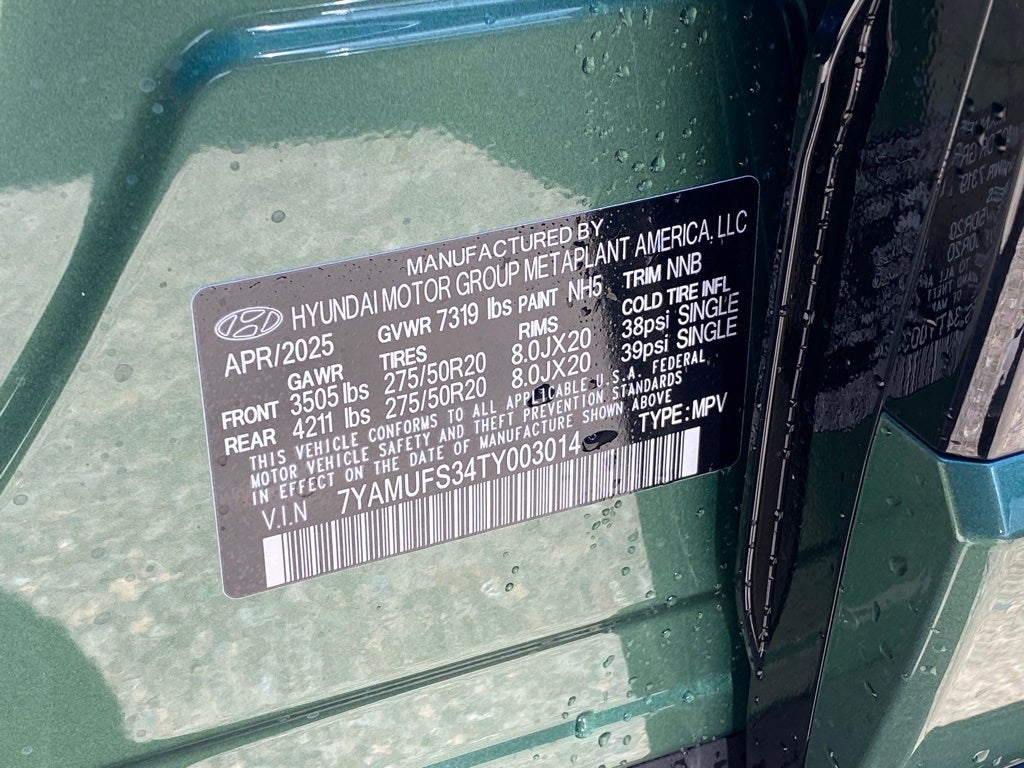 MANUFACTURED BY
HYUNDAI MOTOR GROUP METAPLANT AMERICA, LLC
APR/2025 GVWR 7319 lbs PAINT NH5 TRIM NNB
GAWR TIRES RIMS COLD TIRE INFL
FRONT 3505 lbs 275/50R20 8.0JX20 38psi SINGLE
REAR 4211 lbs 275/50R20 8.0JX20 39psi SINGLE
THIS VEHICLE CONFORMS TO ALL APPLICABLE U.S.A. FEDERAL
MOTOR VEHICLE SAFETY AND THEFT PREVENTION STANDARDS
IN EFFECT ON THE DATE OF MANUFACTURE SHOWN ABOVE
V.I.N 7YAMUFS34TY003014 TYPE:MPV